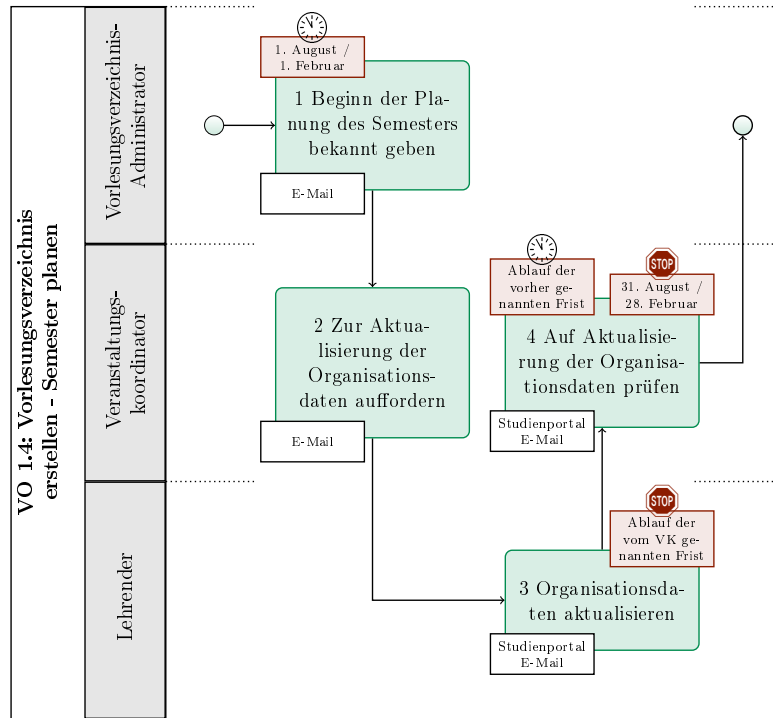 VO 1.4: Vorlesungsverzeichnis
erstellen - Semester planen
Vorlesungsverzeichnis-
Administrator
1. August /
1. Februar
1 Beginn der Pla-
nung des Semesters
bekannt geben
E-Mail
Veranstaltungs-
koordinator
2 Zur Aktua-
lisierung der
Organisations-
daten auffordern
E-Mail
Ablauf der
vorher ge-
nannten Frist
STOP
31. August /
28. Februar
4 Auf Aktualisie-
rung der Organisa-
tionsdaten prüfen
Studienportal
E-Mail
Lehrender
STOP
Ablauf der
vom VK ge-
nannten Frist
3 Organisationsda-
ten aktualisieren
Studienportal
E-Mail